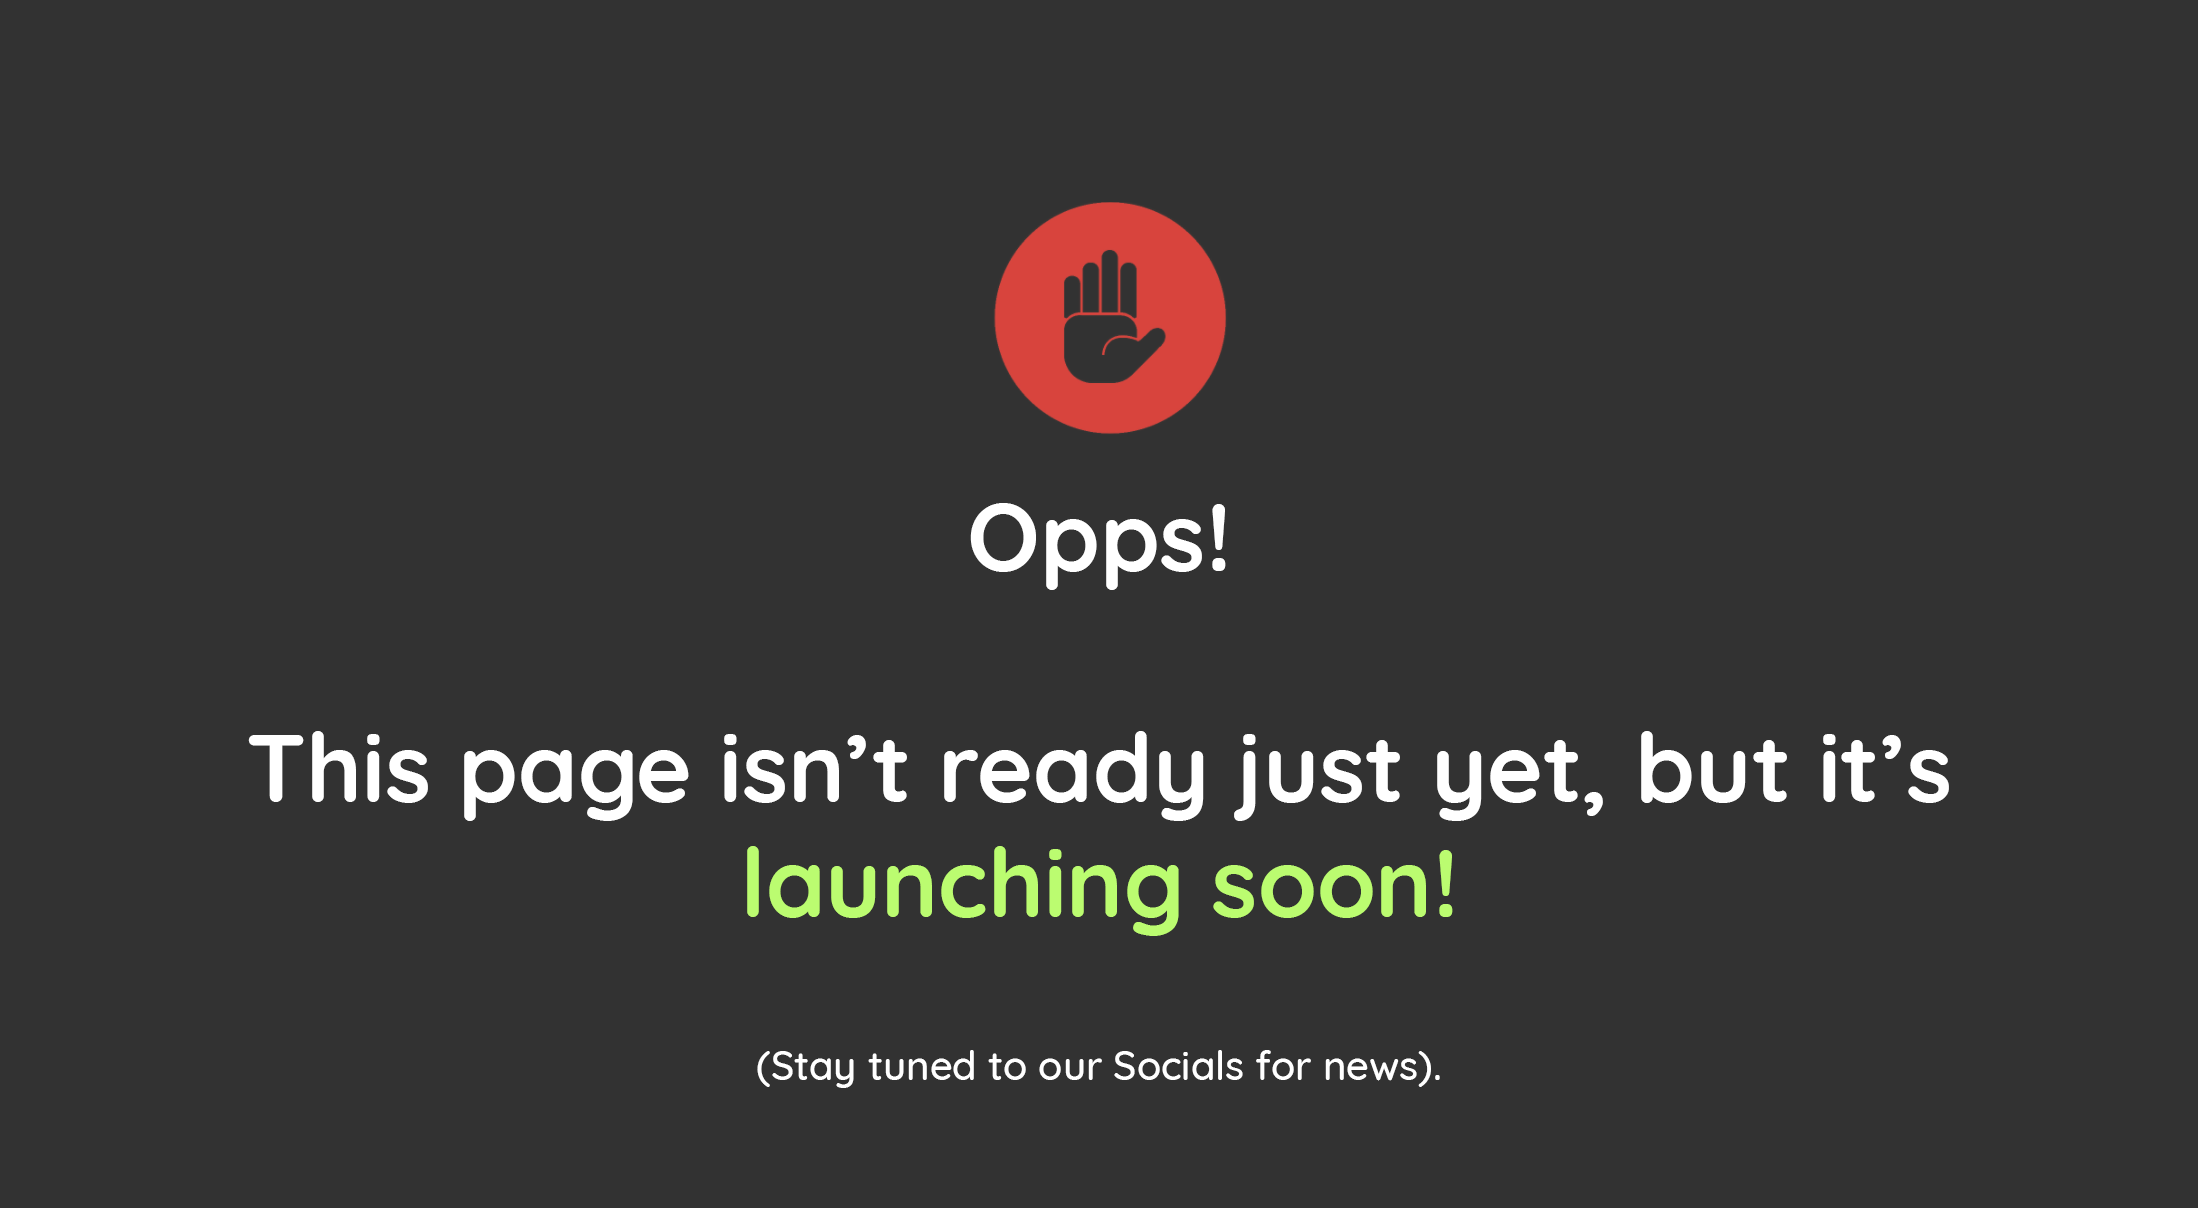 Opps!
This page isn’t ready just yet, but it’s
launching soon!
(Stay tuned to our Socials for news).